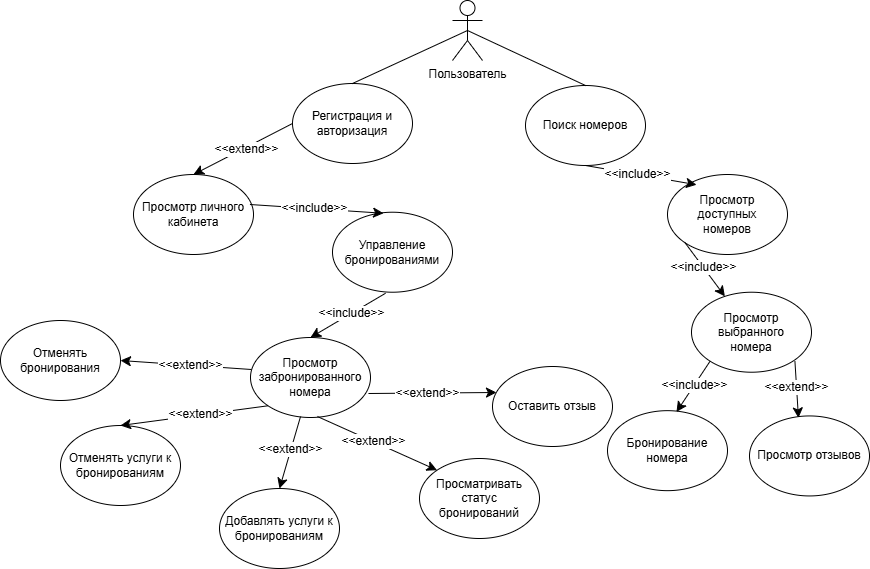 Пользователь
Регистрация и
авторизация
Поиск номеров
<<extend>>
<<include>>
Просмотр личного
кабинета
<<include>>
Просмотр
доступных
номеров
Управление
бронированиями
<<include>>
<<include>>
Просмотр
выбранного
номера
Отменять
бронирования
<<extend>>
Просмотр
забронированного
номера
<<extend>>
<<include>>
<<extend>>
Оставить отзыв
<<extend>>
Отменять услуги к
бронированиям
<<extend>>
<<extend>>
Бронирование
номера
Просмотр отзывов
Добавлять услуги к
бронированиям
Просматривать
статус
бронирований